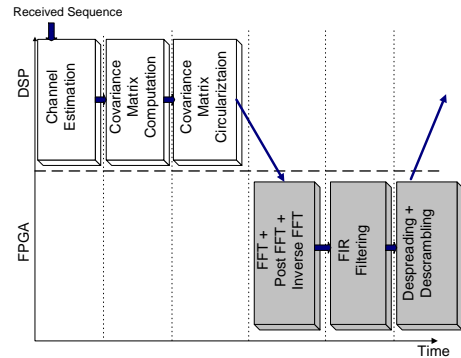 Received Sequence
DSP
Channel
Estimation
Covariance
Matrix
Computation
Covariance
Matrix
Circulariztaion
FPGA
FFT +
Post FFT +
Inverse FFT
FIR
Filtering
Despreading +
Descrambling
Time